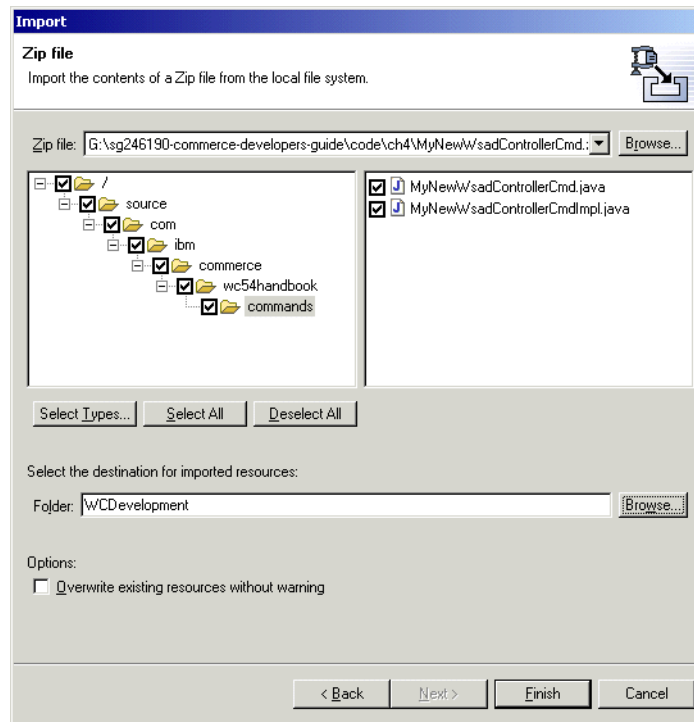 Import
Zip file
Import the contents of a Zip file from the local file system.
Zip file: G:\sg246190-commerce-developers-guide\code\ch4\MyNewWsadControllerCmd.: Browse...
/
source
com
ibm
commerce
wc54handbook
commands
MyNewWsadControllerCmd.java
MyNewWsadControllerCmdImpl.java
Select Types... Select All Deselect All
Select the destination for imported resources:
Folder: WCDevelopment Browse...
Options:
Overwrite existing resources without warning
< Back Next > Finish Cancel